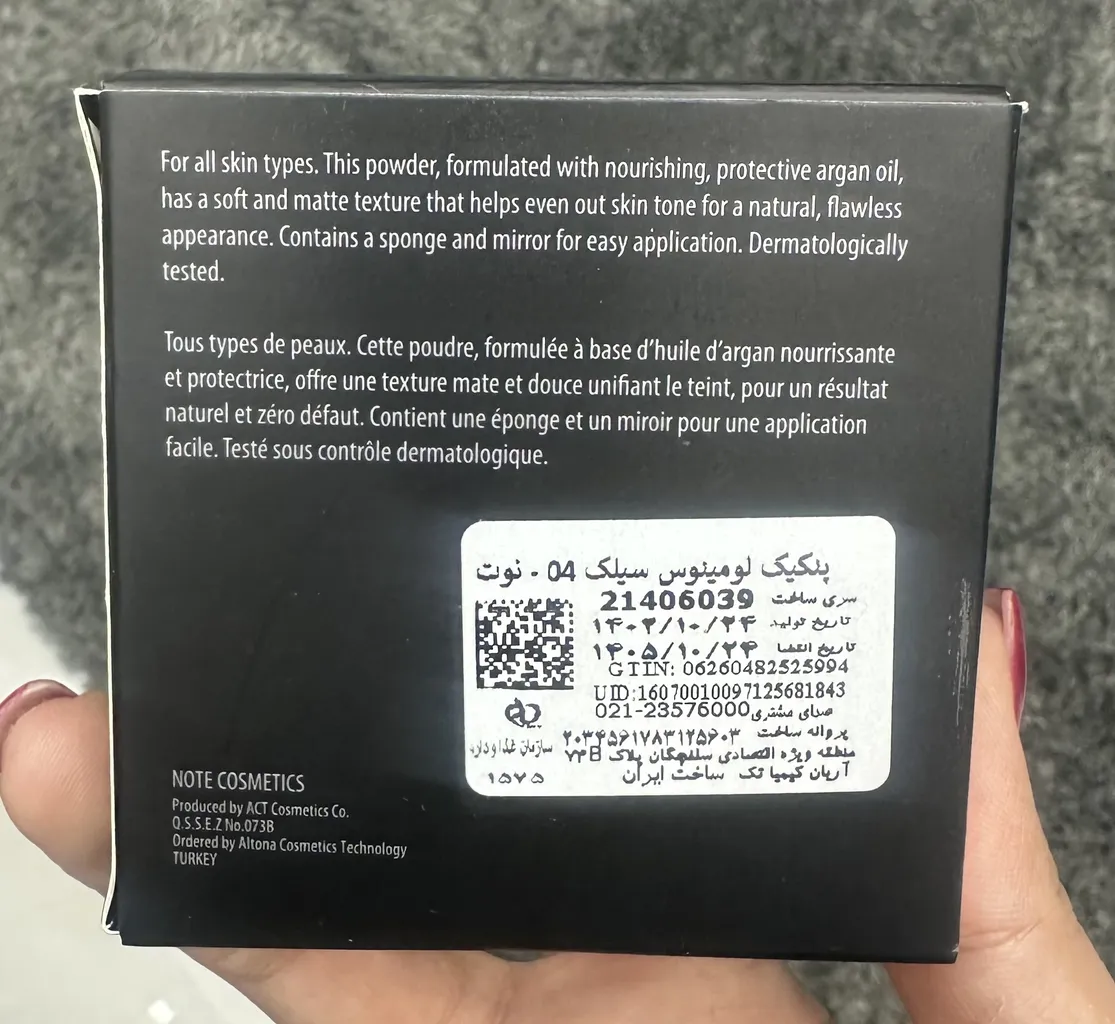 For all skin types. This powder, formulated with nourishing, protective argan oil,
has a soft and matte texture that helps even out skin tone for a natural, flawless
appearance. Contains a sponge and mirror for easy application. Dermatologically
tested.
Tous types de peaux. Cette poudre, formulée à base d'huile d'argan nourrissante
et protectrice, offre une texture mate et douce unifiant le teint, pour un résultat
naturel et zéro défaut. Contient une éponge et un miroir pour une application
facile. Testé sous contrôle dermatologique.
پنکیک لومینوس سیلک 04 - نوت
سری ساخت 21406039
تاریخ تولید ۱۴۰۲/۱۰/۲۴
تاریخ انقضا ۱۴۰۵/۱۰/۲۴
GTIN: 06260482525994
UID:16070010097125681843
صدای مشتری 021-23576000
پروانه ساخت ۲۰۳۴۵۶۱۷۸۳۱۲۵۶۰۳
منطقه ویژه اقتصادی سلفچگان پلاک ۷۳B
آریان کیمیا تک ساخت ایران
سازمان غذا و دارو
۱۵۷۵
NOTE COSMETICS
Produced by ACT Cosmetics Co.
Q.S.S.E.Z No.073B
Ordered by Altona Cosmetics Technology
TURKEY